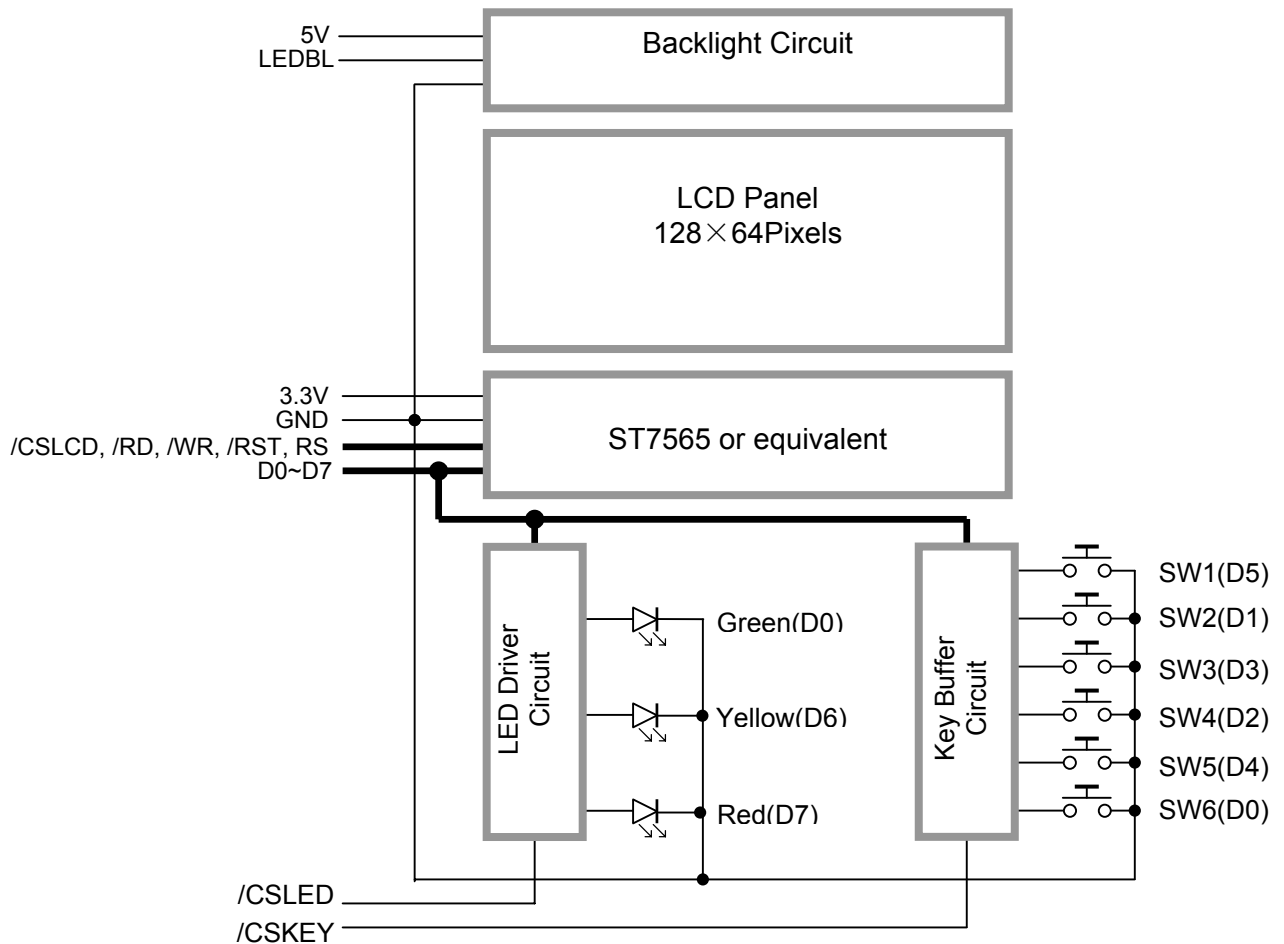 5V
LEDBL
Backlight Circuit
LCD Panel
128×64Pixels
3.3V
GND
/CSLCD, /RD, /WR, /RST, RS
D0~D7
ST7565 or equivalent
LED Driver
Circuit
Green(D0)
Yellow(D6)
Red(D7)
Key Buffer
Circuit
SW1(D5)
SW2(D1)
SW3(D3)
SW4(D2)
SW5(D4)
SW6(D0)
/CSLED
/CSKEY